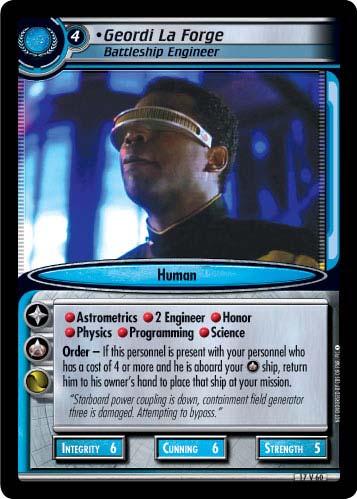 4
•Geordi La Forge
Battleship Engineer
Human
Astrometrics 2 Engineer Honor
Physics Programming Science
Order – If this personnel is present with your personnel who
has a cost of 4 or more and he is aboard your ship, return
him to his owner's hand to place that ship at your mission.
"Starboard power coupling is down, containment field generator
three is damaged. Attempting to bypass."
Integrity 6 Cunning 6 Strength 5
17 V 60